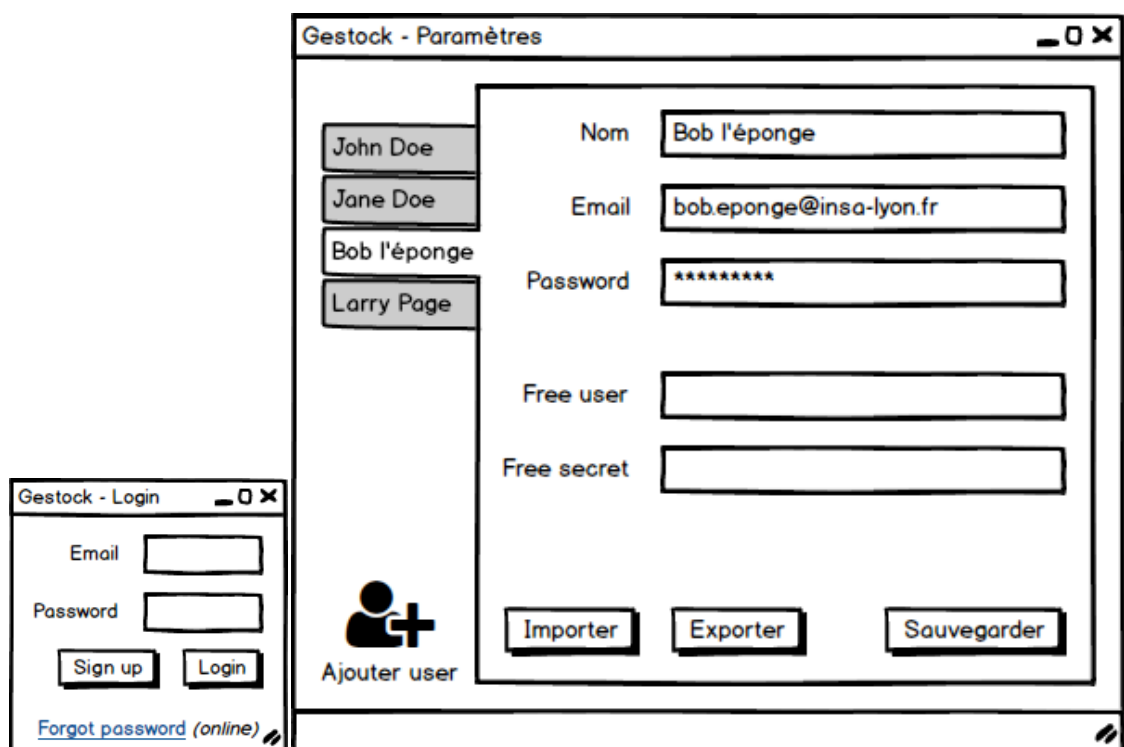 Gestock - Paramètres
John Doe
Jane Doe
Bob l'éponge
Larry Page
Ajouter user
Nom
Bob l'éponge
Email
bob.eponge@insa-lyon.fr
Password
*********
Free user
Free secret
Importer
Exporter
Sauvegarder
Gestock - Login
Email
Password
Sign up
Login
Forgot password (online)